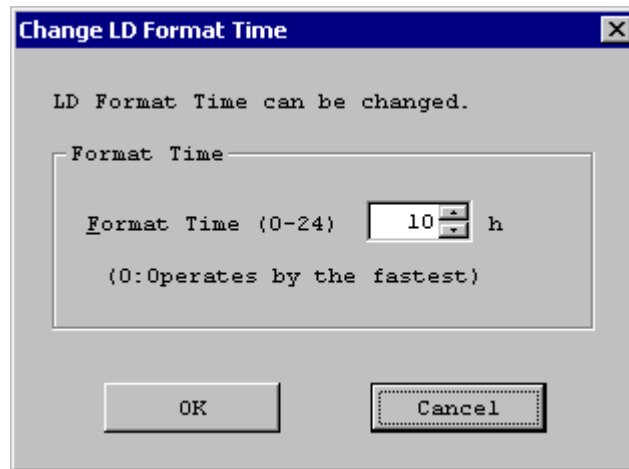 Change LD Format Time
LD Format Time can be changed.
Format Time
Format Time (0-24) 10 h
(0:Operates by the fastest)
OK Cancel